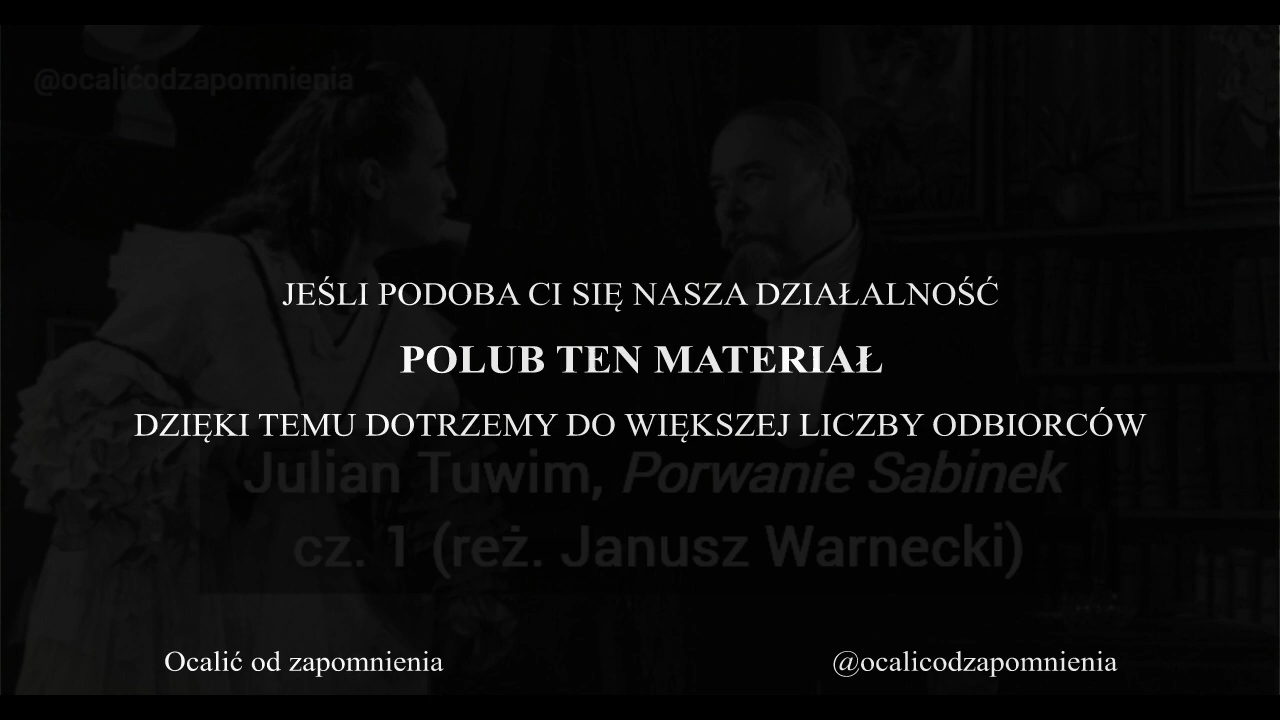 @ocalićodzapomnienia
JEŚLI PODOBA CI SIĘ NASZA DZIAŁALNOŚĆ
POLUB TEN MATERIAŁ
DZIĘKI TEMU DOTRZEMY DO WIĘKSZEJ LICZBY ODBIORCÓW
Julian Tuwim, Porwanie Sabinek
cz. 1 (reż. Janusz Warnecki)
Ocalić od zapomnienia
@ocalicodzapomnienia